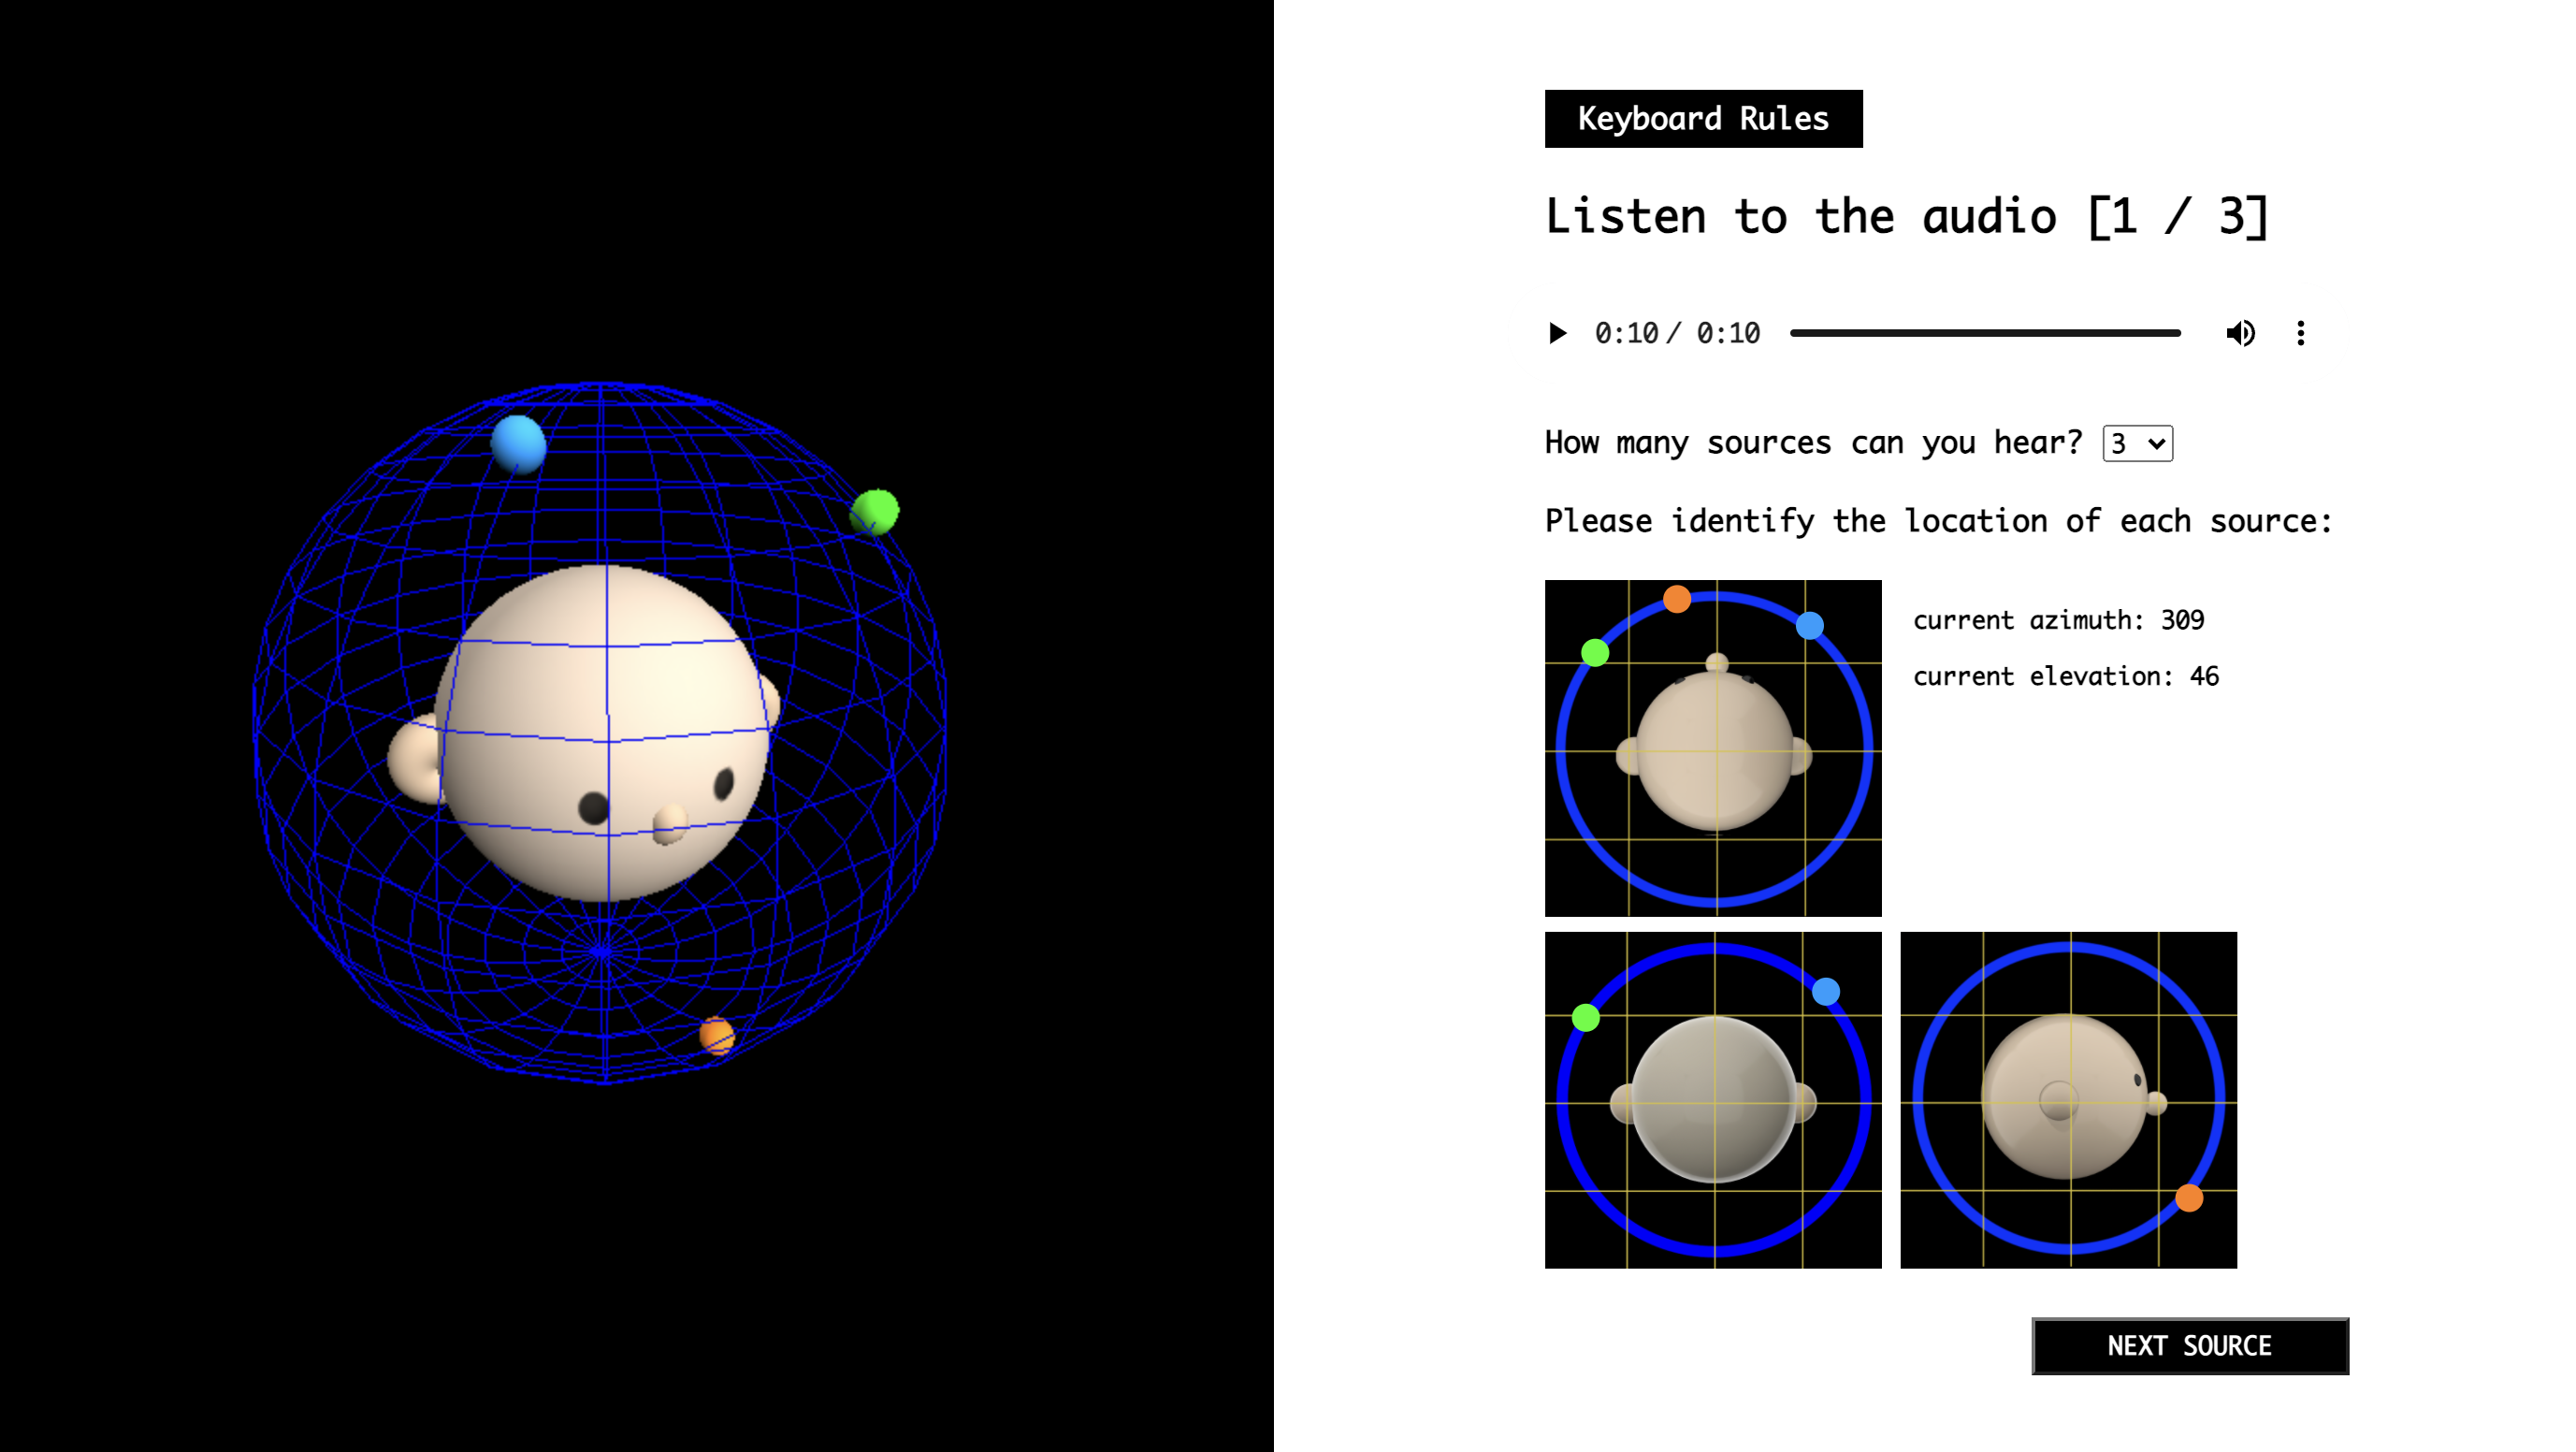 Keyboard Rules
Listen to the audio [1 / 3]
0:10 / 0:10
How many sources can you hear? 3
Please identify the location of each source:
current azimuth: 309
current elevation: 46
NEXT SOURCE